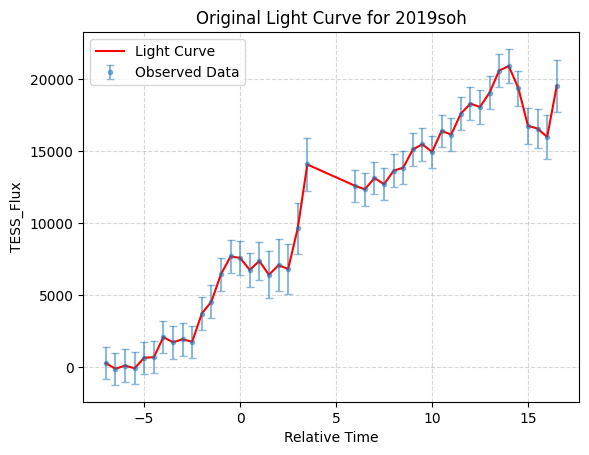 Original Light Curve for 2019soh
Light Curve
Observed Data
TESS_Flux
20000
15000
10000
5000
0
−5
0
5
10
15
Relative Time